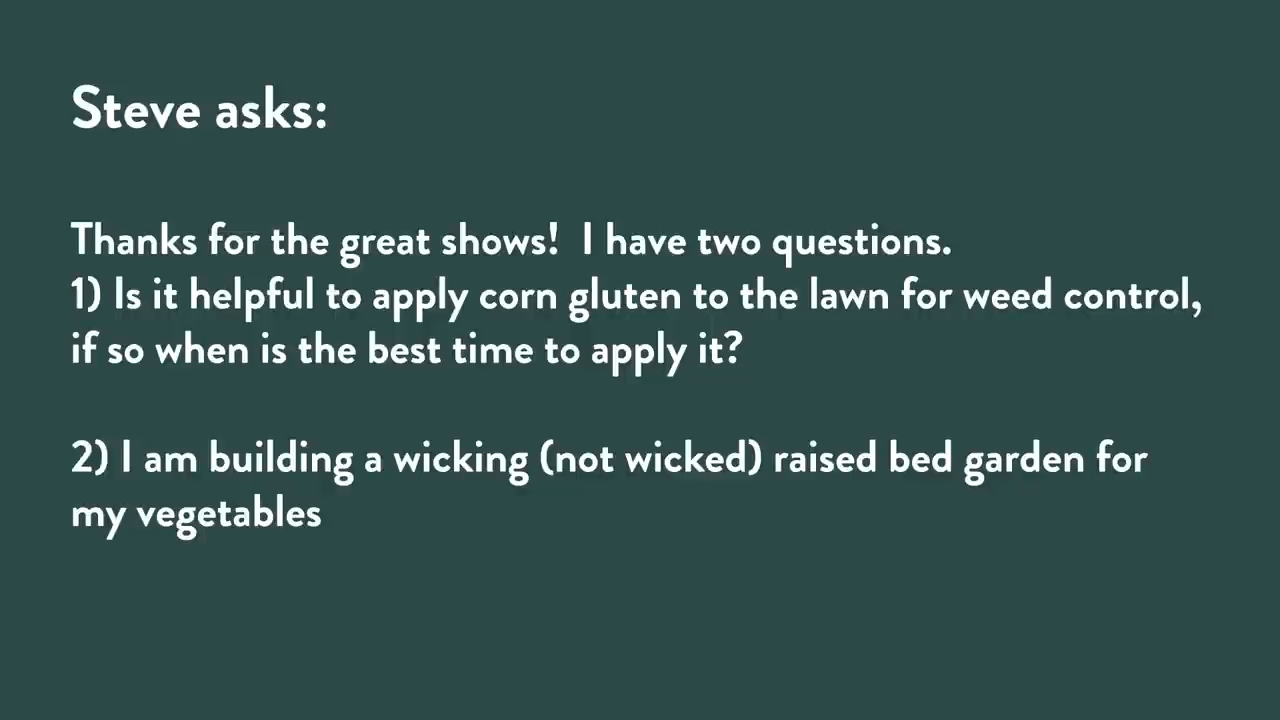 Steve asks:
Thanks for the great shows!  I have two questions.
1) Is it helpful to apply corn gluten to the lawn for weed control,
if so when is the best time to apply it?
2) I am building a wicking (not wicked) raised bed garden for
my vegetables